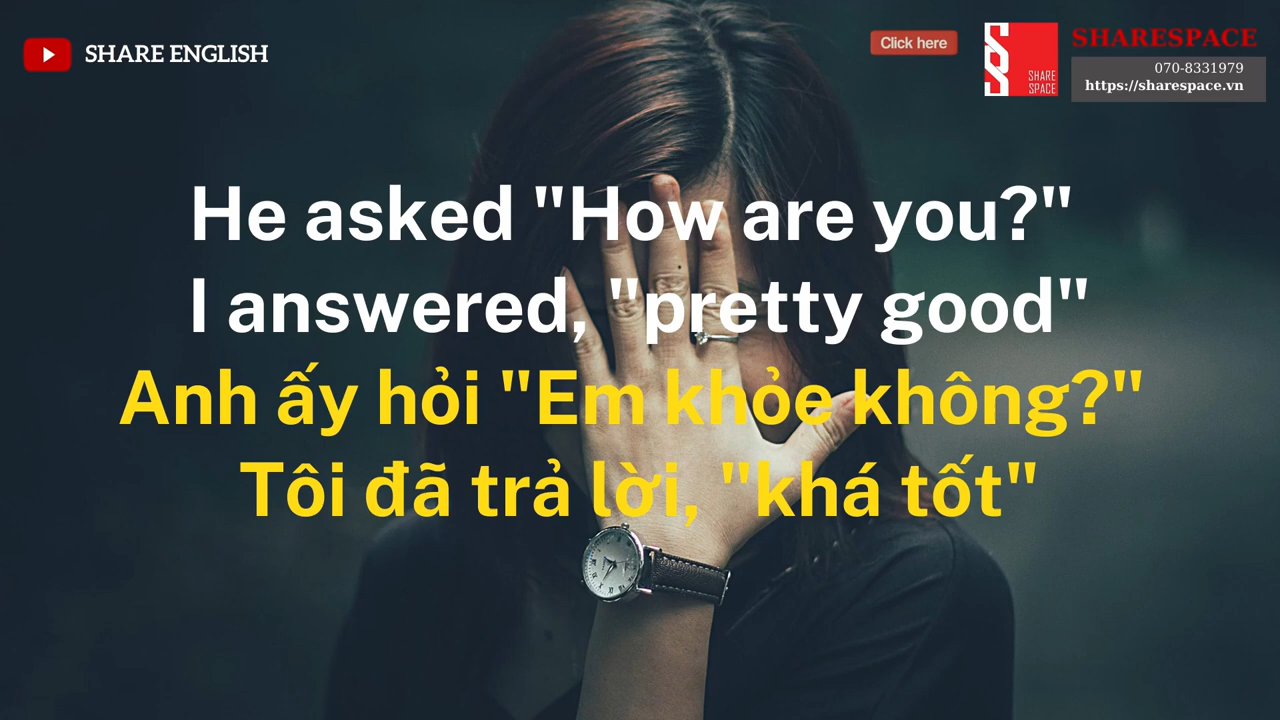 SHARE ENGLISH
Click here
SHARE
SPACE
SHARESPACE
070-8331979
https://sharespace.vn
He asked "How are you?"
I answered, "pretty good"
Anh ấy hỏi "Em khỏe không?"
Tôi đã trả lời, "khá tốt"